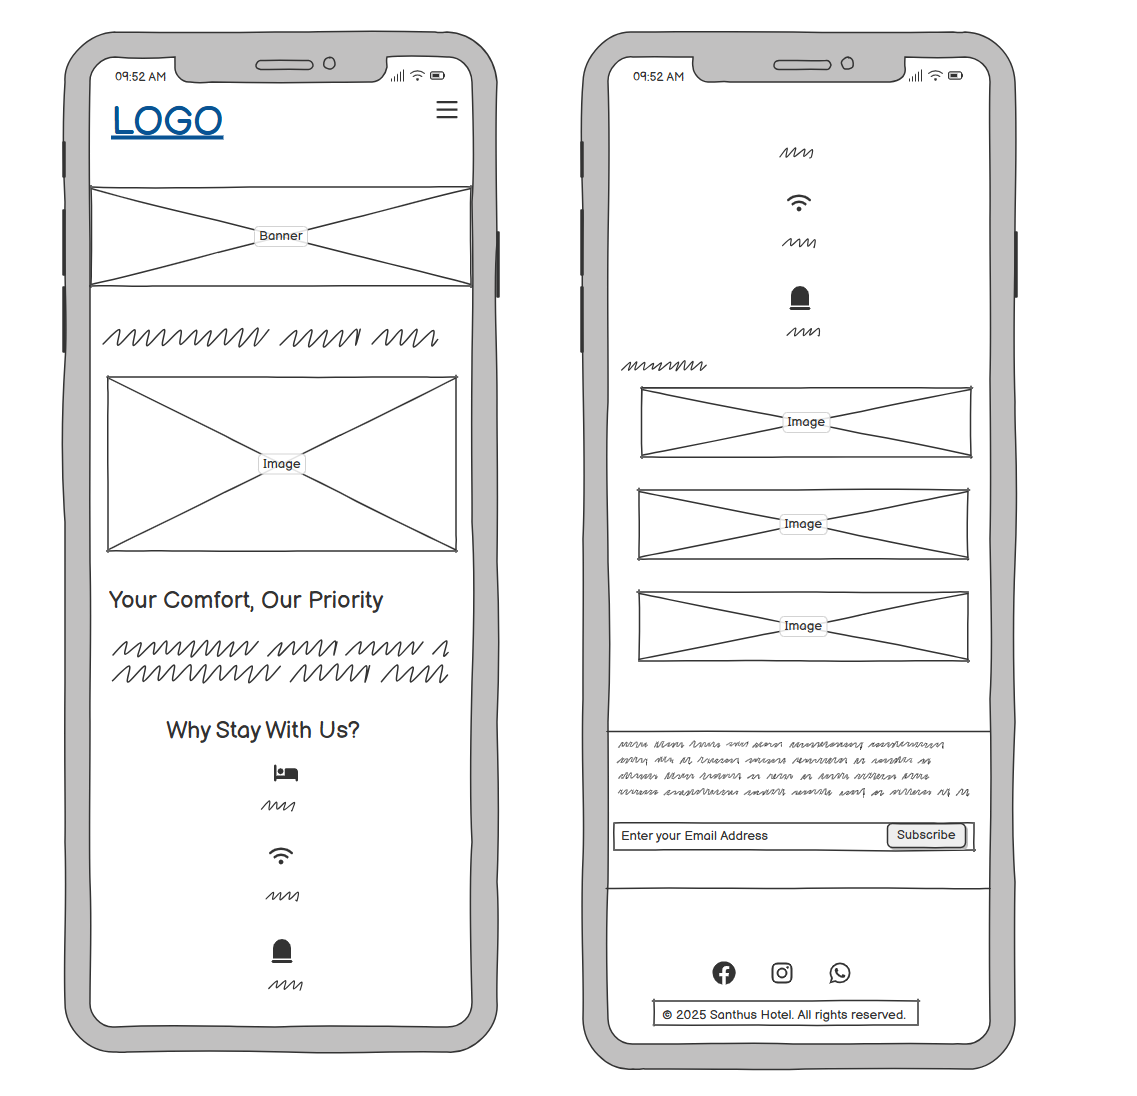 09:52 AM
LOGO
Banner
Image
Your Comfort, Our Priority
Why Stay With Us?
09:52 AM
Image
Image
Image
Enter your Email Address
Subscribe
© 2025 Santhus Hotel. All rights reserved.